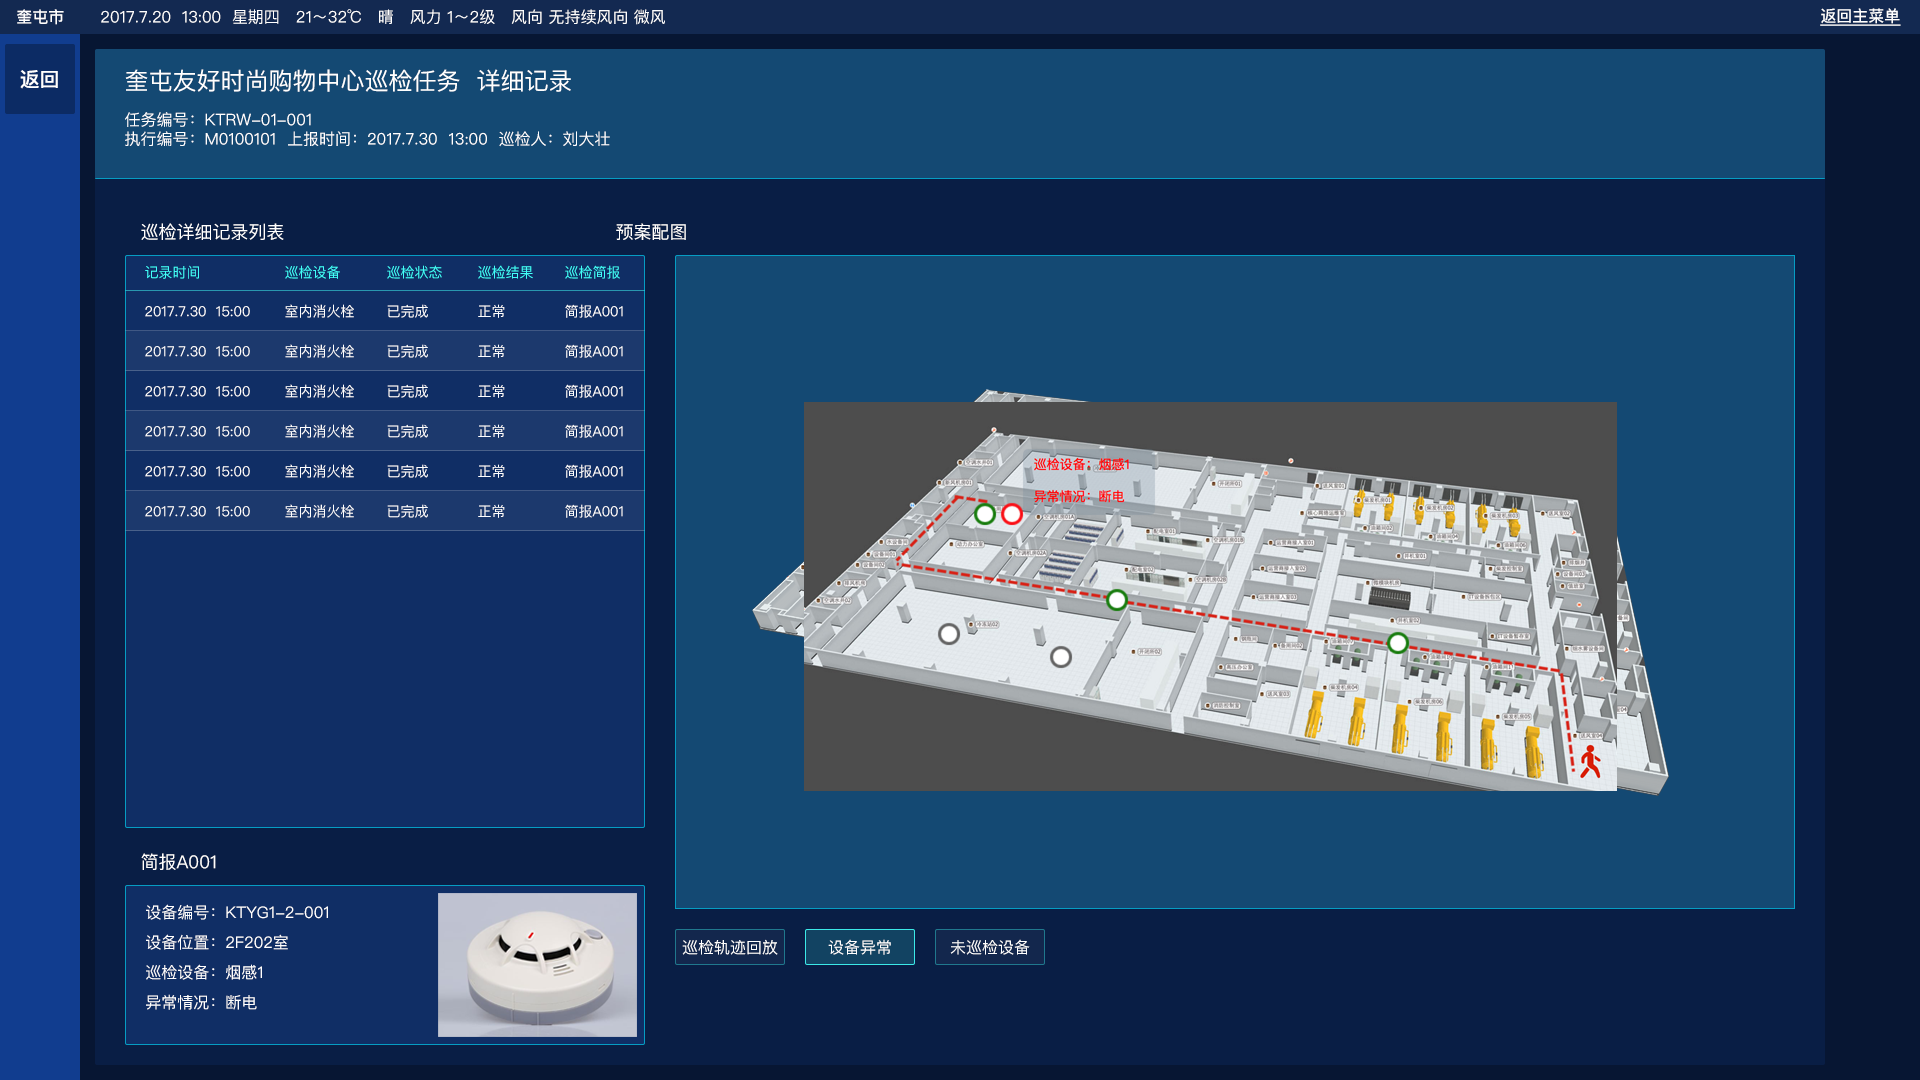 奎屯市
2017.7.20 13:00 星期四 21～32℃ 晴 风力 1～2级 风向 无持续风向 微风
返回主菜单
返回
奎屯友好时尚购物中心巡检任务 详细记录
任务编号：KTRW-01-001
执行编号：M0100101 上报时间：2017.7.30 13:00 巡检人：刘大壮
巡检详细记录列表
预案配图
记录时间 巡检设备 巡检状态 巡检结果 巡检简报
2017.7.30 15:00 室内消火栓 已完成 正常 简报A001
2017.7.30 15:00 室内消火栓 已完成 正常 简报A001
2017.7.30 15:00 室内消火栓 已完成 正常 简报A001
2017.7.30 15:00 室内消火栓 已完成 正常 简报A001
2017.7.30 15:00 室内消火栓 已完成 正常 简报A001
2017.7.30 15:00 室内消火栓 已完成 正常 简报A001
巡检设备：烟感1
异常情况：断电
简报A001
设备编号：KTYG1-2-001
设备位置：2F202室
巡检设备：烟感1
异常情况：断电
巡检轨迹回放
设备异常
未巡检设备